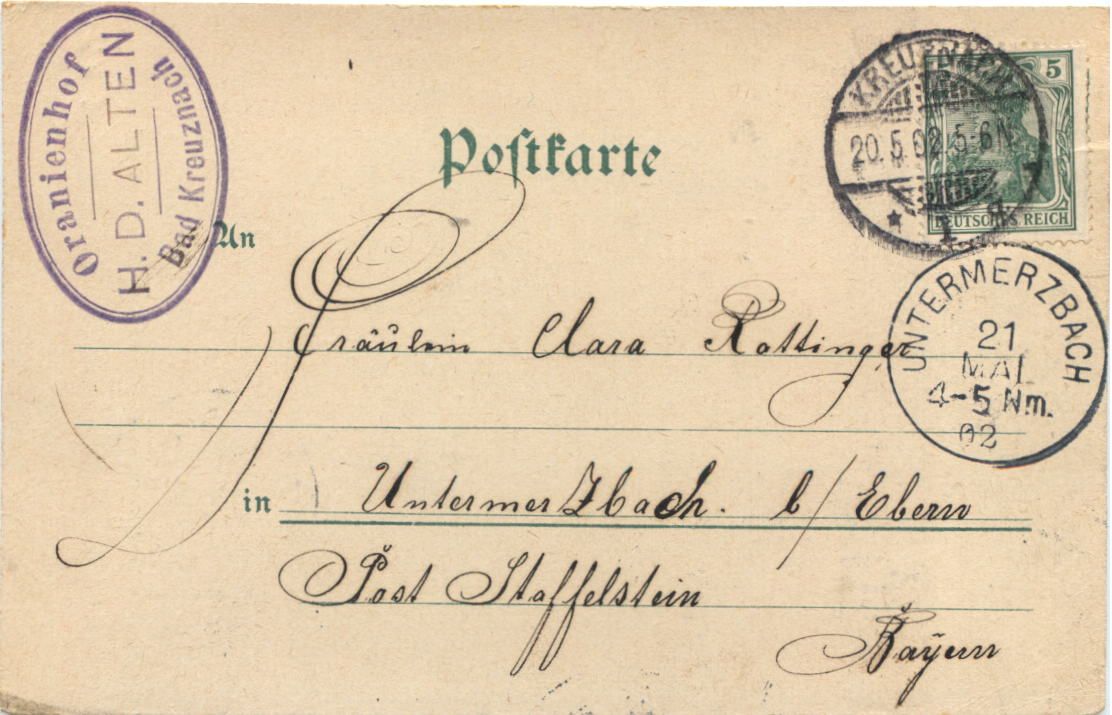 Oranienhof
H. D. ALTEN
Bad Kreuznach
KREUZNACH
20.5.02.5-6N.
* 1 a
5
DEUTSCHES REICH
Postkarte
An
UNTERMERZBACH
21
MAI
4-5 Nm.
02
Fräulein Clara Rottinger
in Untermerzbach. b/Ebern
Post Staffelstein
Bayern